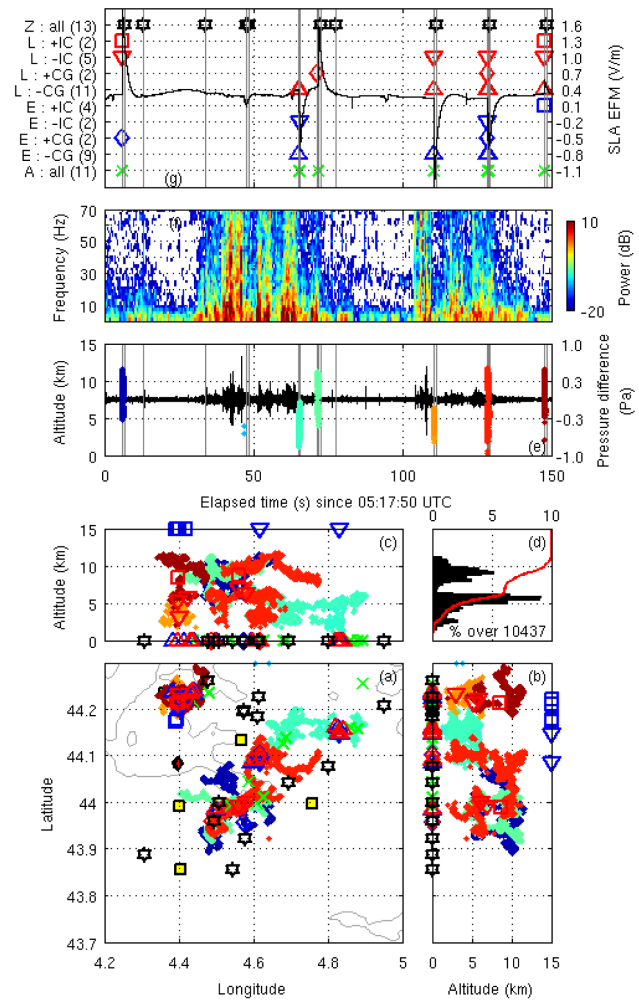 Z : all (13)
L : +IC (2)
L : -IC (5)
L : +CG (2)
L : -CG (11)
E : +IC (4)
E : -IC (2)
E : +CG (2)
E : -CG (9)
A : all (11)
1.6
1.3
1.0
0.7
0.4
0.1
-0.2
-0.5
-0.8
-1.1
SLA EFM (V/m)
(g)
70
50
30
10
Frequency (Hz)
(f)
10
-20
Power (dB)
15
10
5
0
Altitude (km)
1.0
0.3
-0.3
-1.0
Pressure difference
(Pa)
(e)
0
50
100
150
Elapsed time (s) since 05:17:50 UTC
15
10
5
0
Altitude (km)
(c)
0
5
10
(d)
% over 10437
44.2
44.1
44
43.9
43.8
43.7
Latitude
(a)
4.2
4.4
4.6
4.8
5
Longitude
(b)
0
5
10
15
Altitude (km)